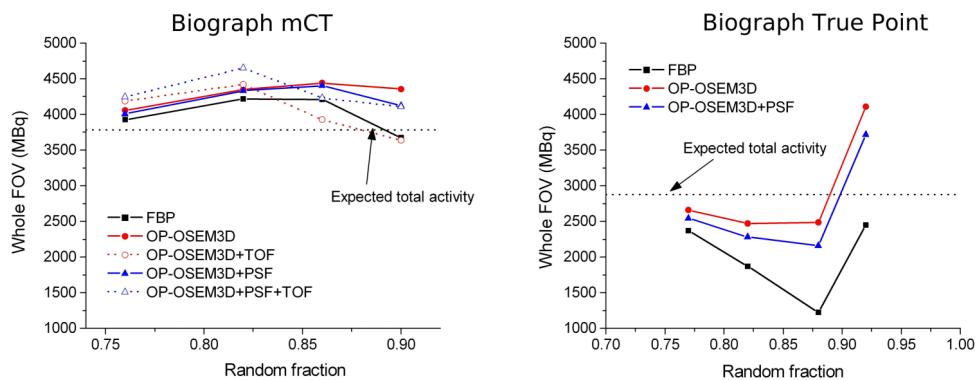 Biograph mCT
5000
4500
4000
3500
3000
2500
2000
1500
1000
Whole FOV (MBq)
Expected total activity
FBP
OP-OSEM3D
OP-OSEM3D+TOF
OP-OSEM3D+PSF
OP-OSEM3D+PSF+TOF
0.75
0.80
0.85
0.90
Random fraction
Biograph True Point
5000
4500
4000
3500
3000
2500
2000
1500
1000
Whole FOV (MBq)
FBP
OP-OSEM3D
OP-OSEM3D+PSF
Expected total activity
0.70
0.75
0.80
0.85
0.90
0.95
1.00
Random fraction